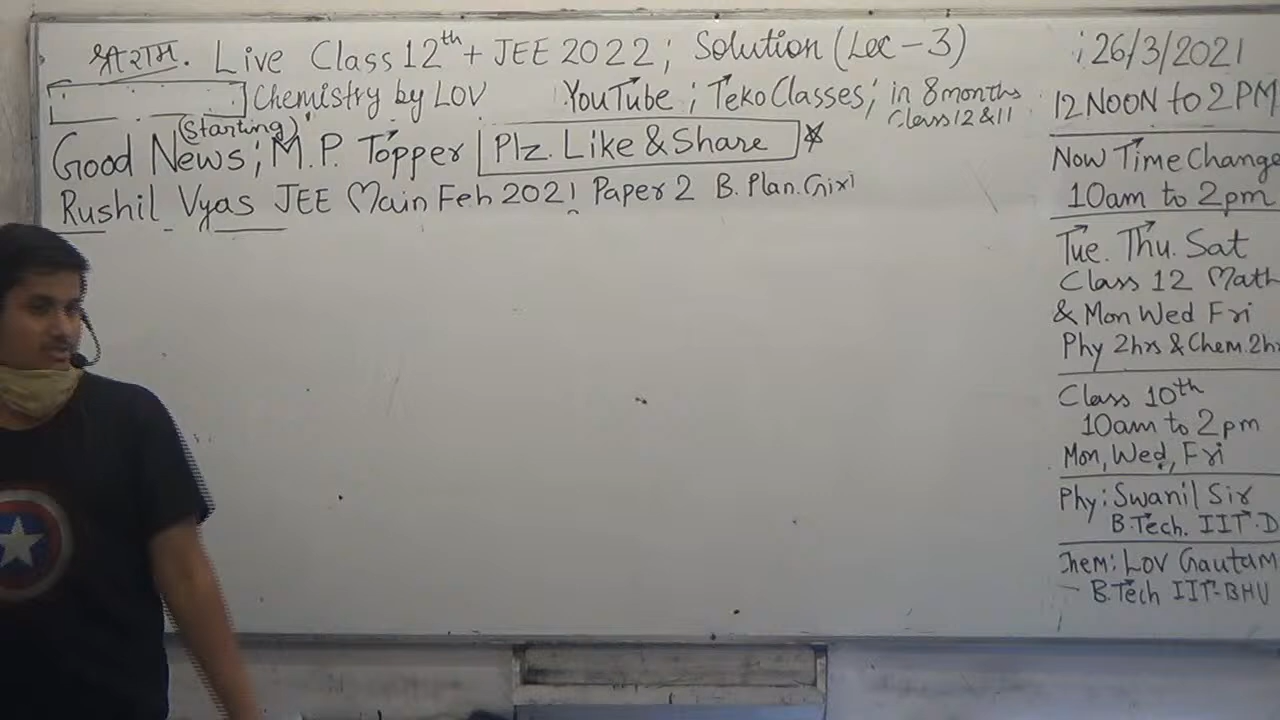 श्री राम. Live Class 12th + JEE 2022; Solution (Lec - 3)
Chemistry by LOV YouTube; TekoClasses; in 8 months
Class 12 & 11
(Starting)
Good News; M.P. Topper Plz. Like & Share
Rushil Vyas JEE Main Feb 2021 Paper 2 B. Plan.
; 26/3/2021
12 NOON to 2 PM
Now Time Change
10am to 2pm
Tue. Thu. Sat
Class 12 Math
& Mon Wed Fri
Phy 2hrs & Chem. 2hr
Class 10th
10am to 2pm
Mon, Wed, Fri
Phy: Swanil Sir
B.Tech. IIT-D
Chem: Lov Gautam
B.Tech IIT-BHU